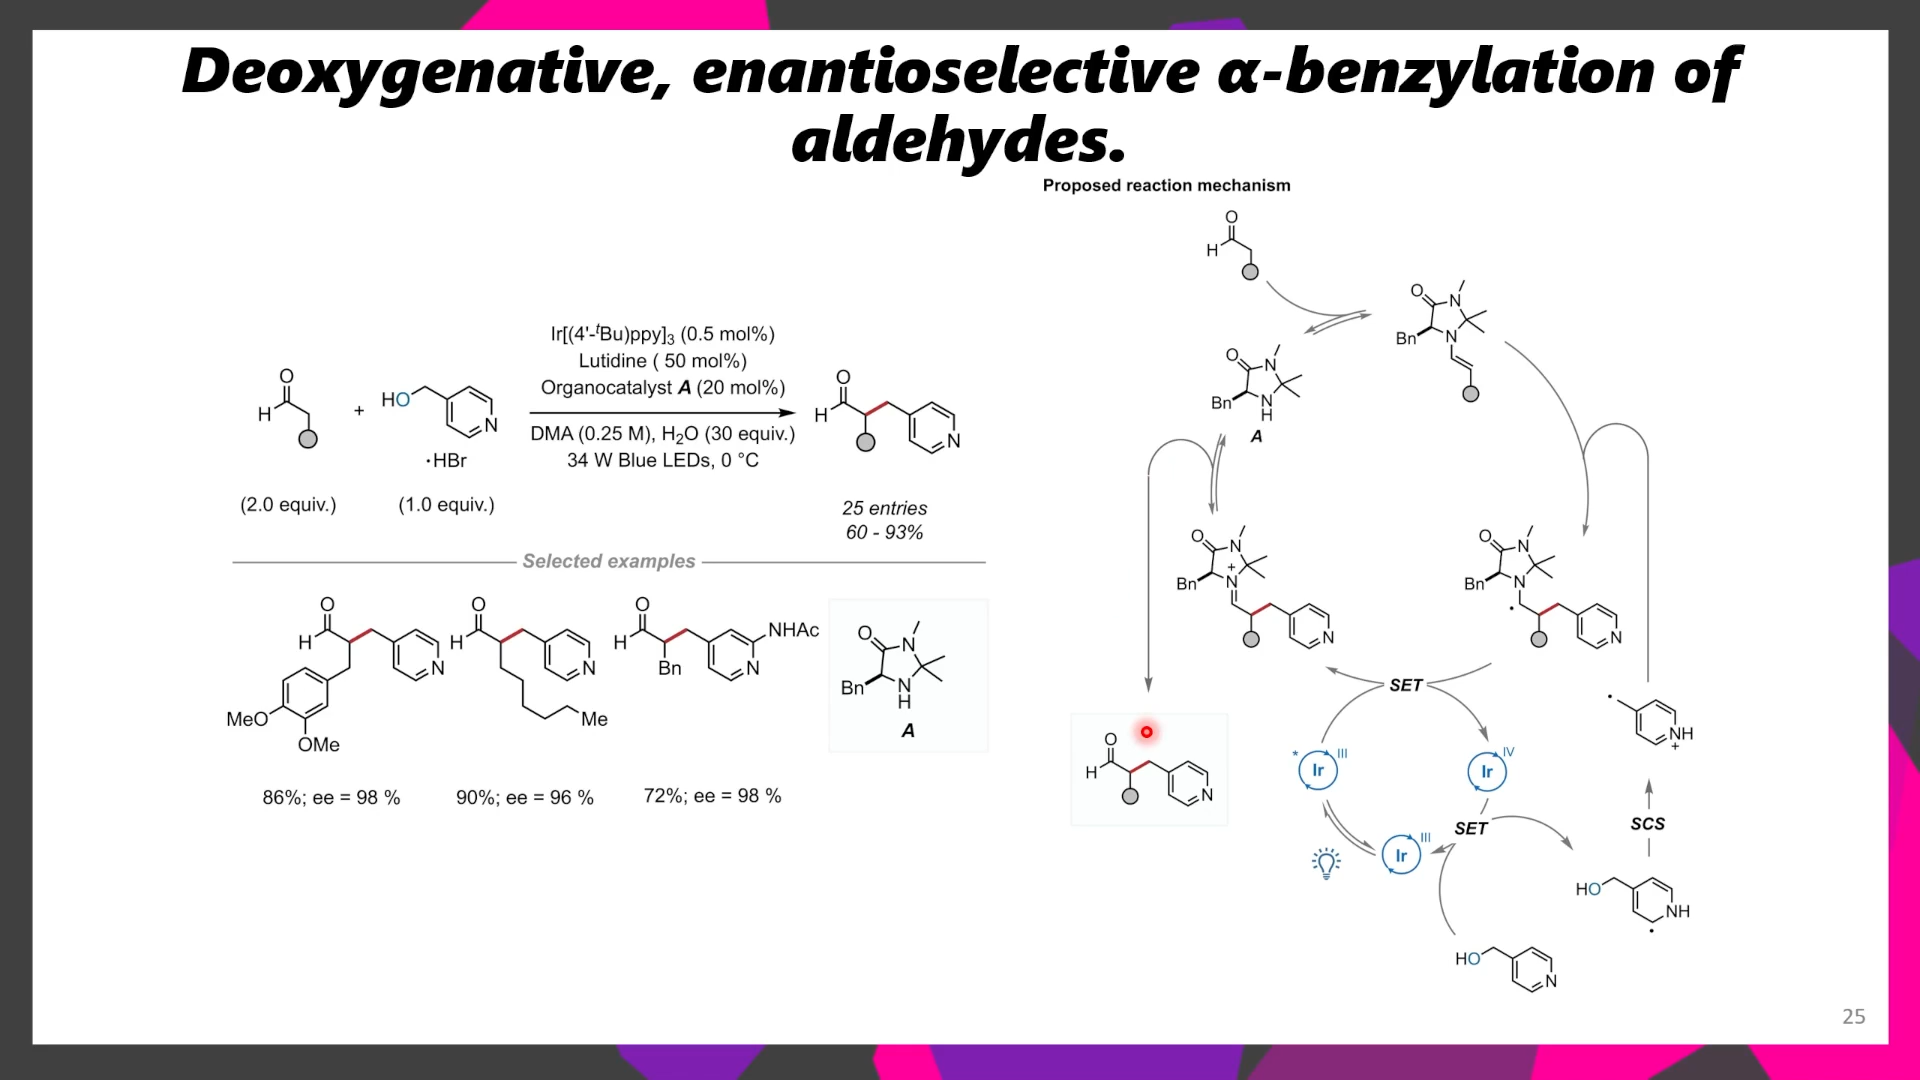 Deoxygenative, enantioselective α-benzylation of
aldehydes.
Proposed reaction mechanism
O
H
+
HO
N
·HBr
(2.0 equiv.)
(1.0 equiv.)
Ir[(4'-tBu)ppy]3 (0.5 mol%)
Lutidine ( 50 mol%)
Organocatalyst A (20 mol%)
DMA (0.25 M), H2O (30 equiv.)
34 W Blue LEDs, 0 °C
O
H
N
25 entries
60 - 93%
Selected examples
O
H
N
MeO
OMe
86%; ee = 98 %
O
H
N
Me
90%; ee = 96 %
O
H
NHAc
N
Bn
72%; ee = 98 %
O
N
Bn
N
H
A
O
H
O
N
Bn
N
O
N
Bn
N
H
A
O
N
Bn
+
N
N
O
N
Bn
N
·
N
SET
* Ir III
Ir IV
SET
Ir III
·
NH
+
SCS
HO
NH
·
HO
N
O
H
N
25